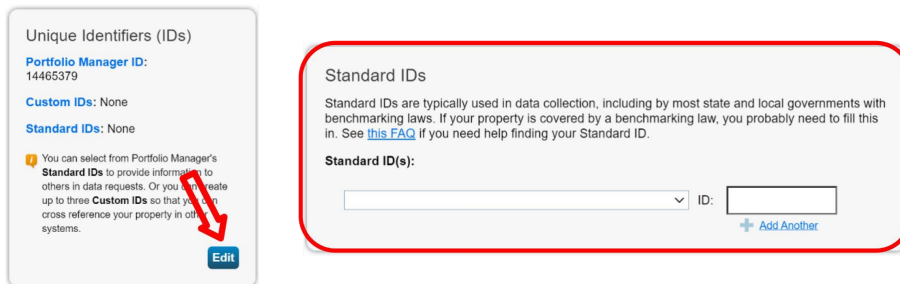 Unique Identifiers (IDs)
Portfolio Manager ID:
14465379
Custom IDs: None
Standard IDs: None
You can select from Portfolio Manager's
Standard IDs to provide information to
others in data requests. Or you can create
up to three Custom IDs so that you can
cross reference your property in other
systems.
Edit
Standard IDs
Standard IDs are typically used in data collection, including by most state and local governments with
benchmarking laws. If your property is covered by a benchmarking law, you probably need to fill this
in. See this FAQ if you need help finding your Standard ID.
Standard ID(s):
ID:
Add Another